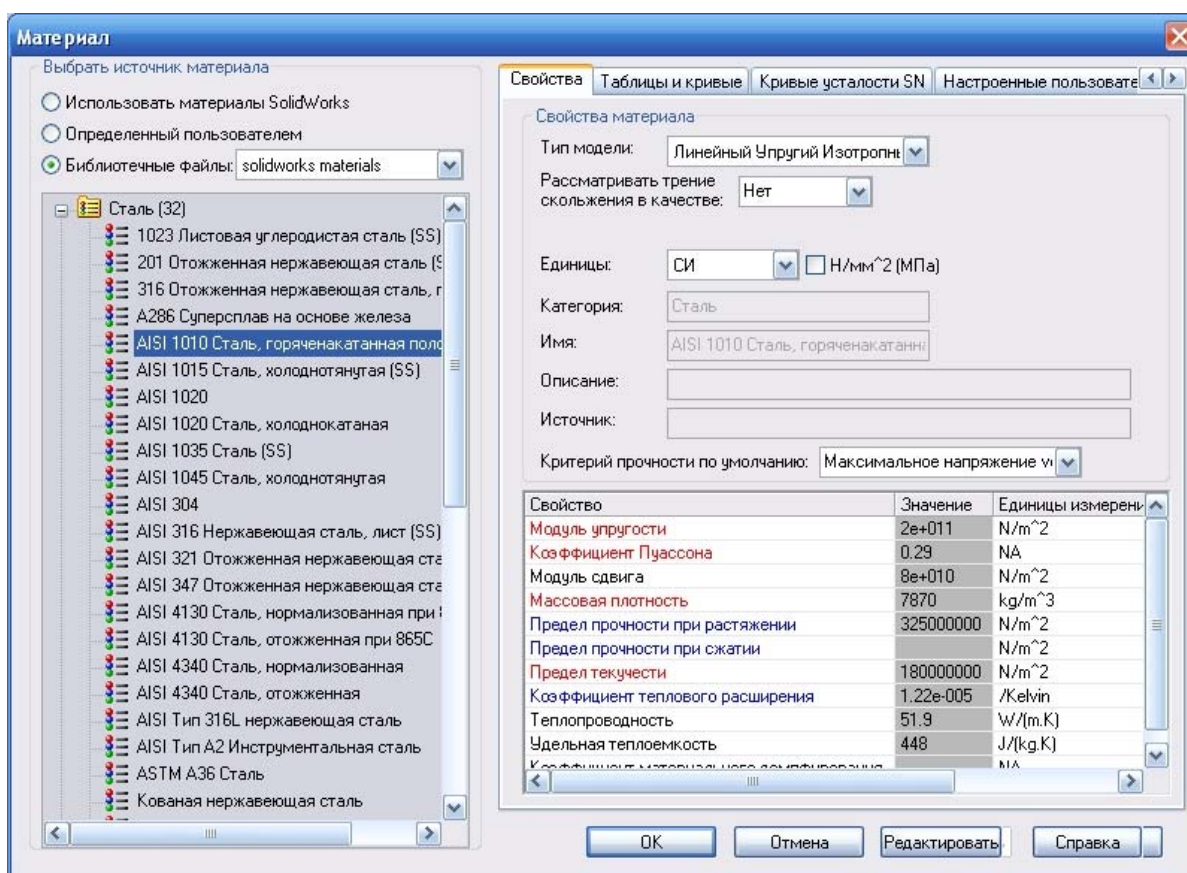 Материал
Выбрать источник материала
Использовать материалы SolidWorks
Определенный пользователем
Библиотечные файлы: solidworks materials
Сталь (32)
1023 Листовая углеродистая сталь (SS)
201 Отожженная нержавеющая сталь (S
316 Отожженная нержавеющая сталь, г
A286 Суперсплав на основе железа
AISI 1010 Сталь, горяченакатанная поло
AISI 1015 Сталь, холоднотянутая (SS)
AISI 1020
AISI 1020 Сталь, холоднокатаная
AISI 1035 Сталь (SS)
AISI 1045 Сталь, холоднотянутая
AISI 304
AISI 316 Нержавеющая сталь, лист (SS)
AISI 321 Отожженная нержавеющая ста
AISI 347 Отожженная нержавеющая ста
AISI 4130 Сталь, нормализованная при
AISI 4130 Сталь, отожженная при 865C
AISI 4340 Сталь, нормализованная
AISI 4340 Сталь, отожженная
AISI Тип 316L нержавеющая сталь
AISI Тип A2 Инструментальная сталь
ASTM A36 Сталь
Кованая нержавеющая сталь
Свойства Таблицы и кривые Кривые усталости SN Настроенные пользовате
Свойства материала
Тип модели: Линейный Упругий Изотропнь
Рассматривать трение
скольжения в качестве: Нет
Единицы: СИ Н/мм^2 (МПа)
Категория: Сталь
Имя: AISI 1010 Сталь, горяченакатанна
Описание:
Источник:
Критерий прочности по умолчанию: Максимальное напряжение vo
Свойство Значение Единицы измерени
Модуль упругости 2e+011 N/m^2
Коэффициент Пуассона 0.29 NA
Модуль сдвига 8e+010 N/m^2
Массовая плотность 7870 kg/m^3
Предел прочности при растяжении 325000000 N/m^2
Предел прочности при сжатии N/m^2
Предел текучести 180000000 N/m^2
Коэффициент теплового расширения 1.22e-005 /Kelvin
Теплопроводность 51.9 W/(m.K)
Удельная теплоемкость 448 J/(kg.K)
Коэффициент материального демпфирования NA
OK Отмена Редактировать Справка